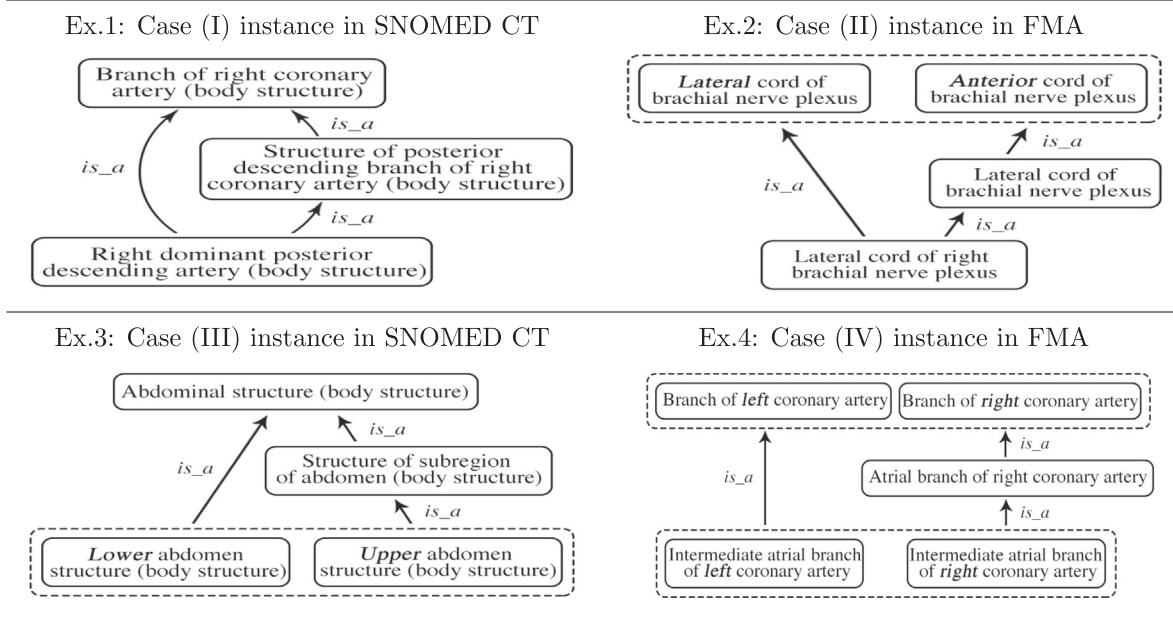 Ex.1: Case (I) instance in SNOMED CT
Branch of right coronary
artery (body structure)
is_a
is_a
Structure of posterior
descending branch of right
coronary artery (body structure)
is_a
Right dominant posterior
descending artery (body structure)
Ex.2: Case (II) instance in FMA
Lateral cord of
brachial nerve plexus
Anterior cord of
brachial nerve plexus
is_a
is_a
Lateral cord of
brachial nerve plexus
is_a
Lateral cord of right
brachial nerve plexus
Ex.3: Case (III) instance in SNOMED CT
Abdominal structure (body structure)
is_a
is_a
Structure of subregion
of abdomen (body structure)
is_a
Lower abdomen
structure (body structure)
Upper abdomen
structure (body structure)
Ex.4: Case (IV) instance in FMA
Branch of left coronary artery
Branch of right coronary artery
is_a
is_a
Atrial branch of right coronary artery
is_a
Intermediate atrial branch
of left coronary artery
Intermediate atrial branch
of right coronary artery